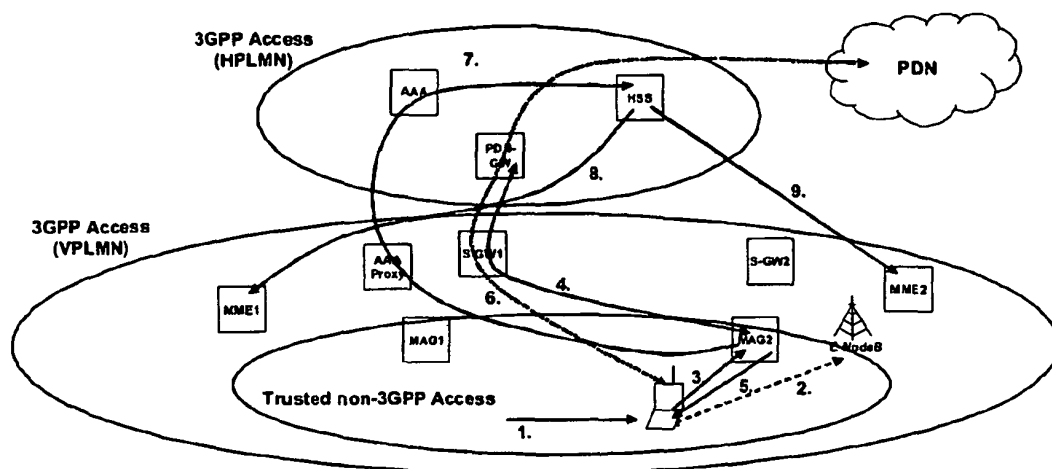 3GPP Access
(HPLMN)
7.
PDN
AAA
HSS
PDN-
GW
8.
9.
3GPP Access
(VPLMN)
AAA
Proxy
S-GW1
S-GW2
MME1
MME2
4.
6.
MAG1
MAG2
E-NodeB
3.
5.
2.
Trusted non-3GPP Access
1.